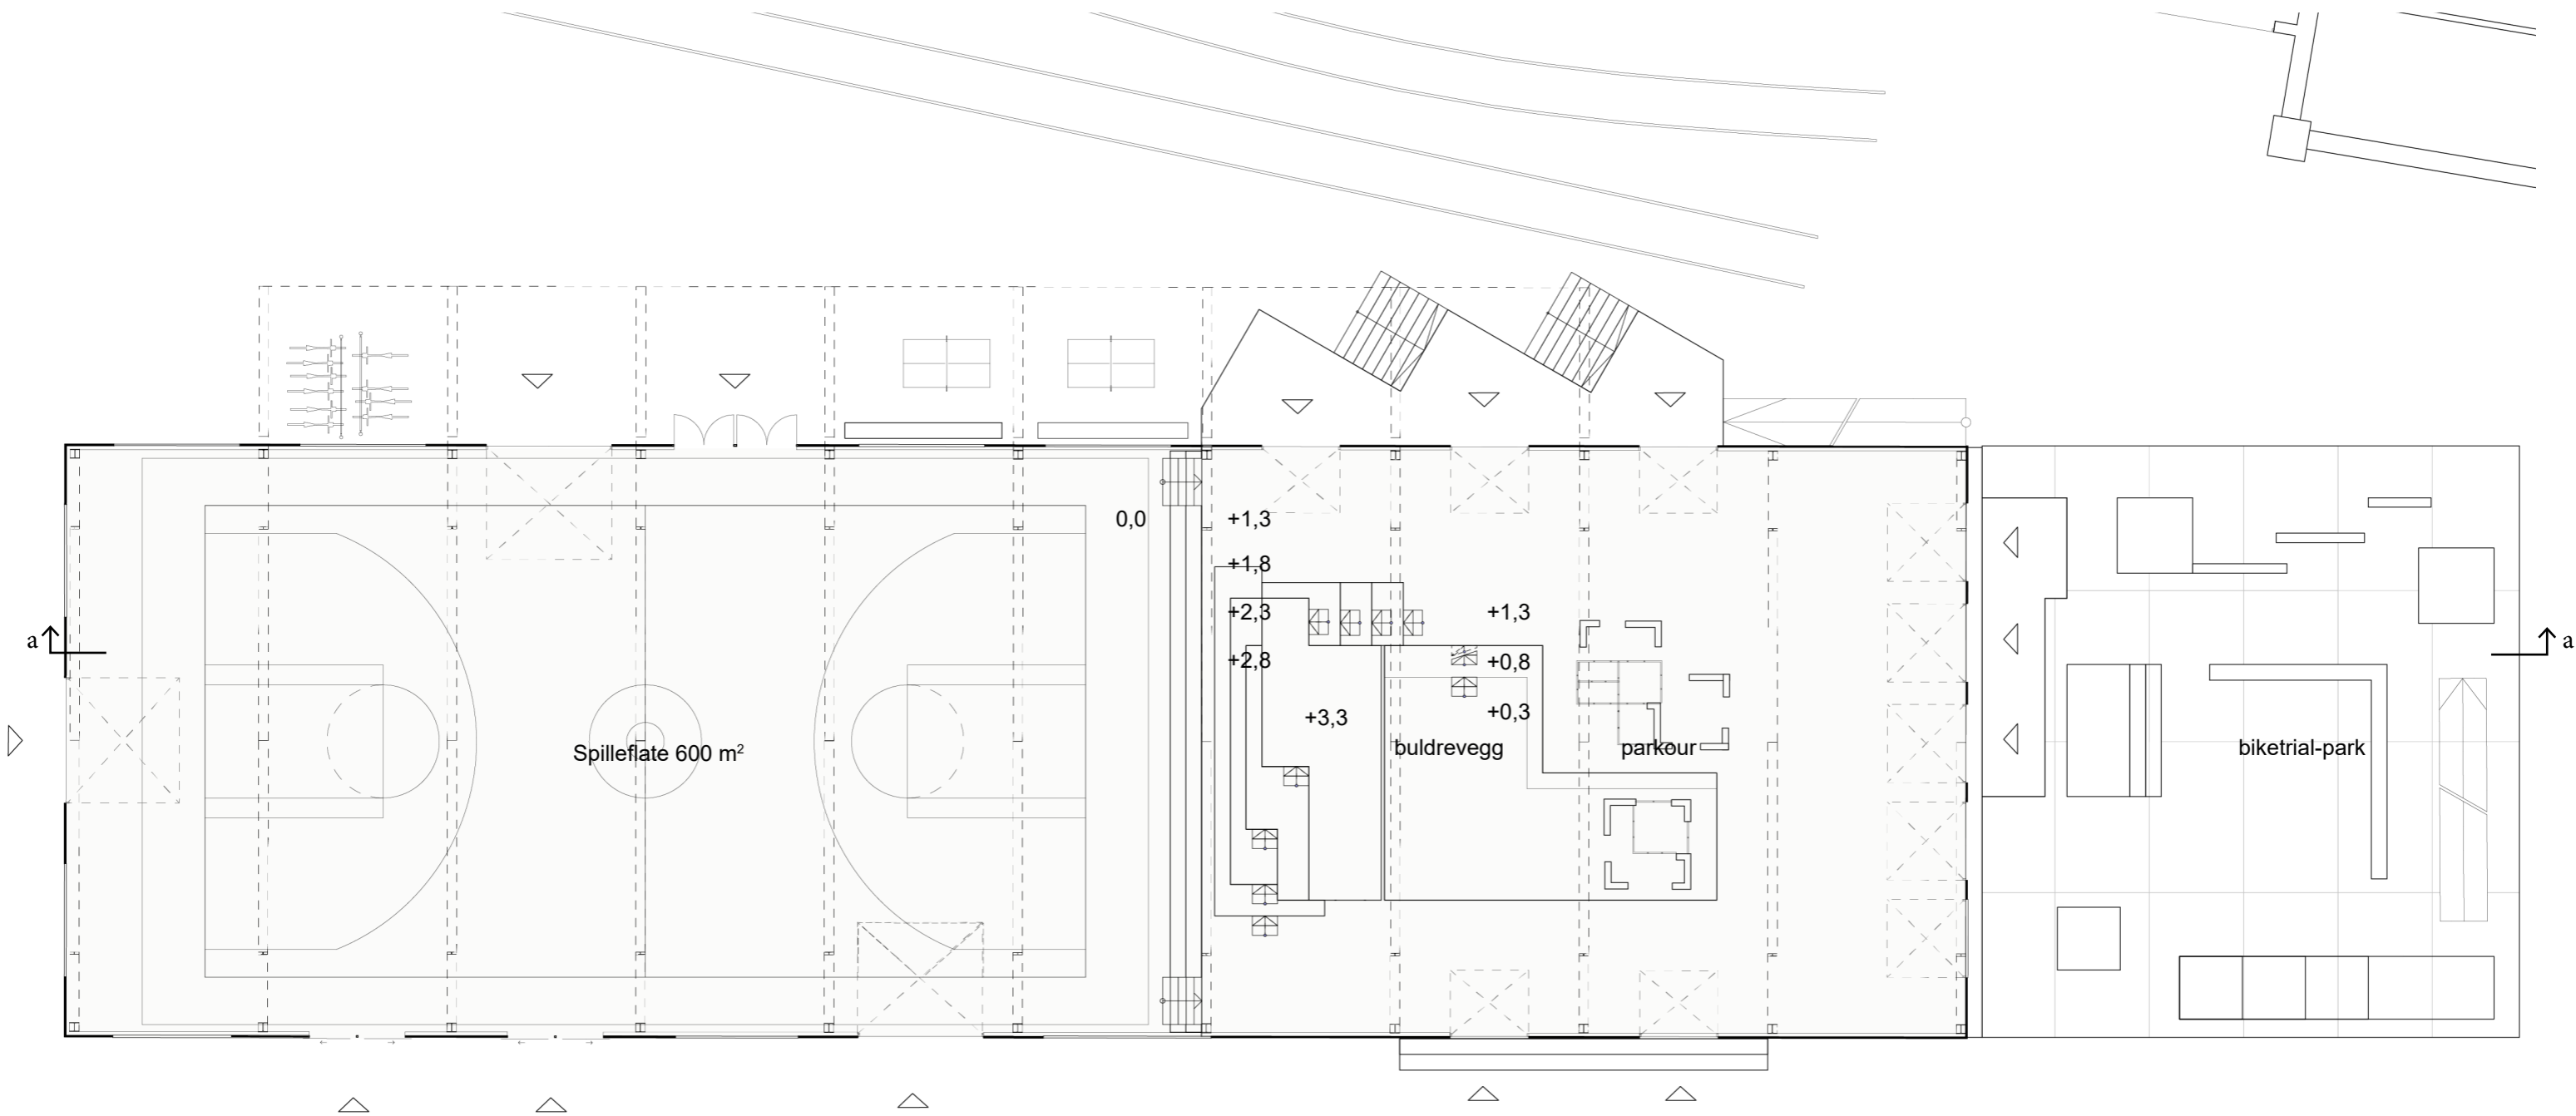 0,0
+1,3
+1,8
+2,3
+1,3
a
a
+2,8
+0,8
+3,3
+0,3
Spilleflate 600 m²
buldrevegg
parkour
biketrial-park